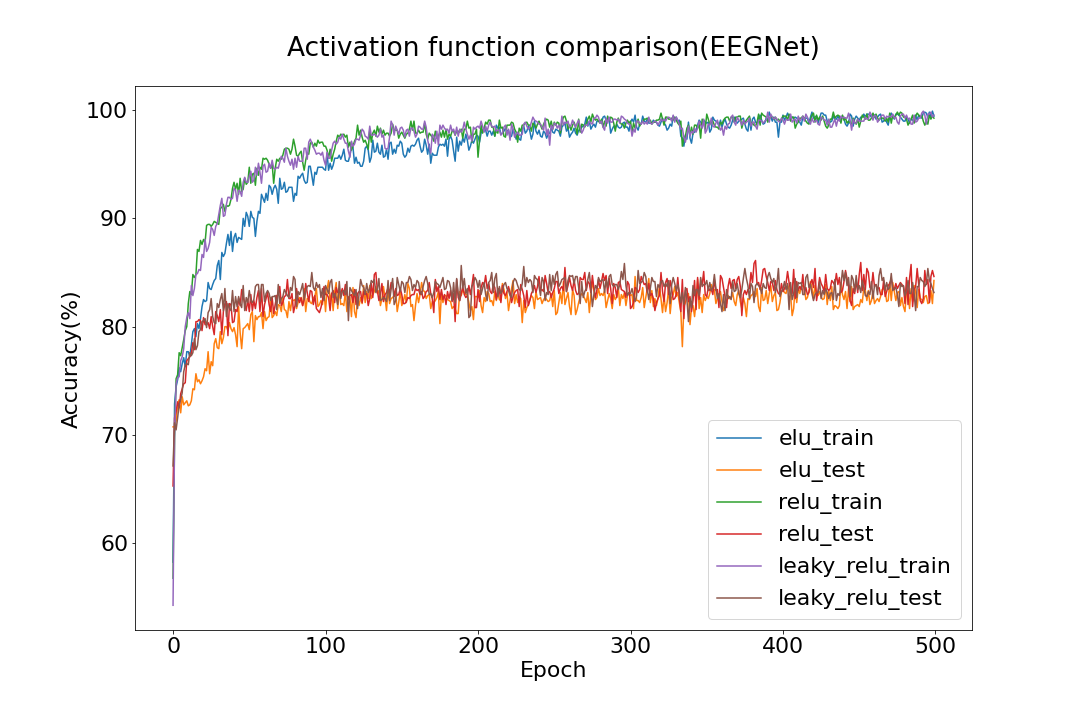 Activation function comparison(EEGNet)
100
90
80
70
60
Accuracy(%)
0 100 200 300 400 500
Epoch
elu_train
elu_test
relu_train
relu_test
leaky_relu_train
leaky_relu_test